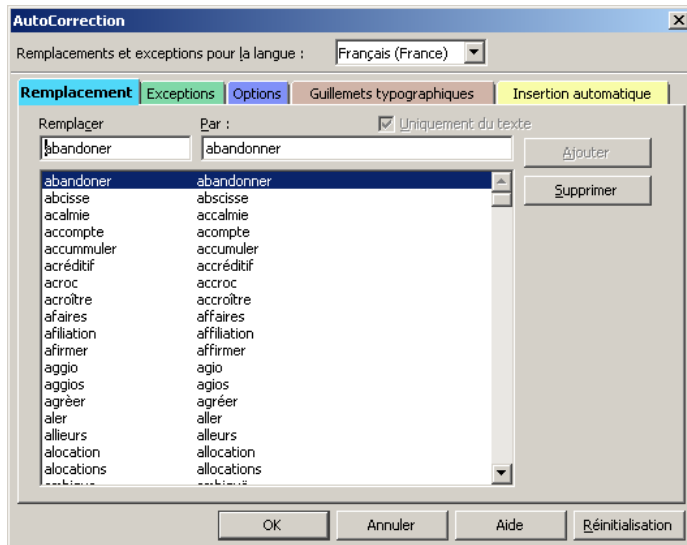 AutoCorrection
Remplacements et exceptions pour la langue : Français (France)
Remplacement Exceptions Options Guillemets typographiques Insertion automatique
Remplacer Par : Uniquement du texte
abandoner abandonner Ajouter
abandoner abandonner
Supprimer
abcisse abscisse
acalmie accalmie
accompte acompte
accummuler accumuler
acréditif accréditif
acroc accroc
acroître accroître
afaires affaires
afiliation affiliation
afirmer affirmer
aggio agio
aggios agios
agrèer agréer
aler aller
allieurs alleurs
alocation allocation
alocations allocations
OK Annuler Aide Réinitialisation